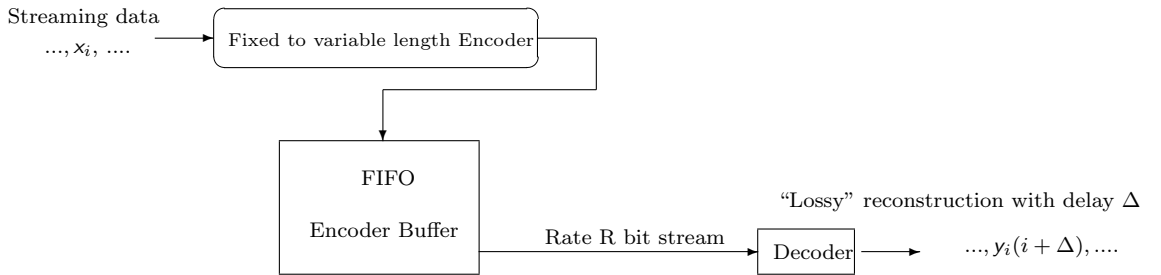 Streaming data
..., x_i, ....
Fixed to variable length Encoder
FIFO
Encoder Buffer
Rate R bit stream
Decoder
“Lossy” reconstruction with delay Δ
..., y_i(i + Δ), ....